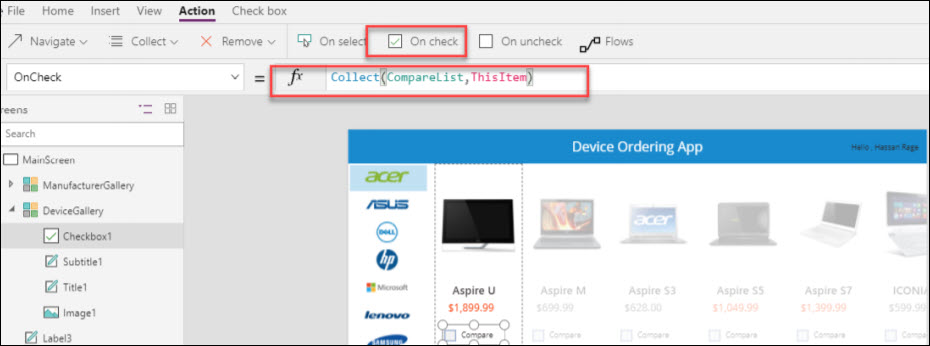 File Home Insert View Action Check box
Navigate Collect Remove On select On check On uncheck Flows
OnCheck = fx Collect(CompareList,ThisItem)
Search
MainScreen
ManufacturerGallery
DeviceGallery
Checkbox1
Subtitle1
Title1
Image1
Label3
Device Ordering App
Hello , Hassan Rage
acer
ASUS
DELL
hp
Microsoft
lenovo
SAMSUNG
acer
Aspire U Aspire M Aspire S3 Aspire S5 Aspire S7 ICONIA
$1,899.99 $699.99 $628.00 $1,049.99 $1,399.99 $599.99
Compare Compare Compare Compare Compare Compare